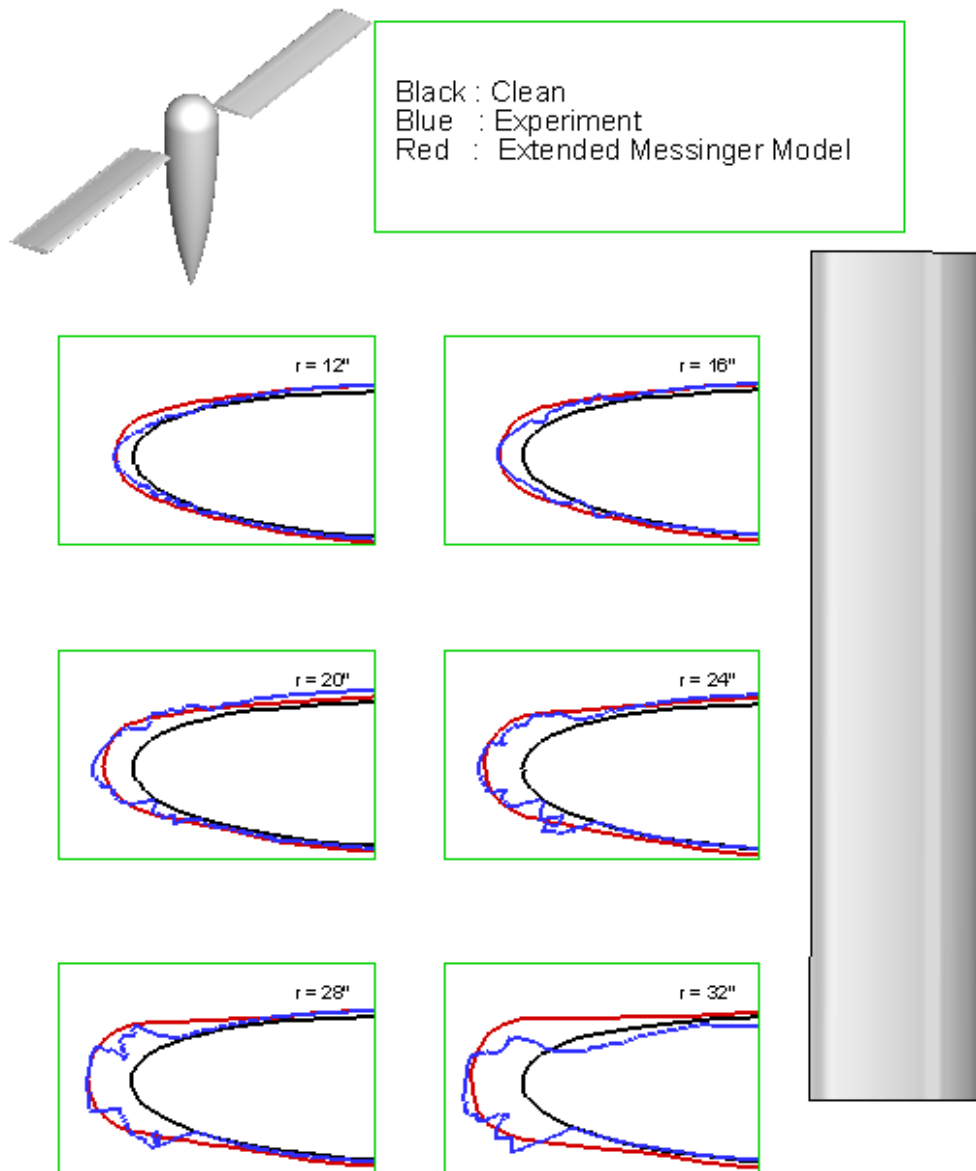 Black : Clean
Blue : Experiment
Red : Extended Messinger Model
r = 12"
r = 16"
r = 20"
r = 24"
r = 28"
r = 32"